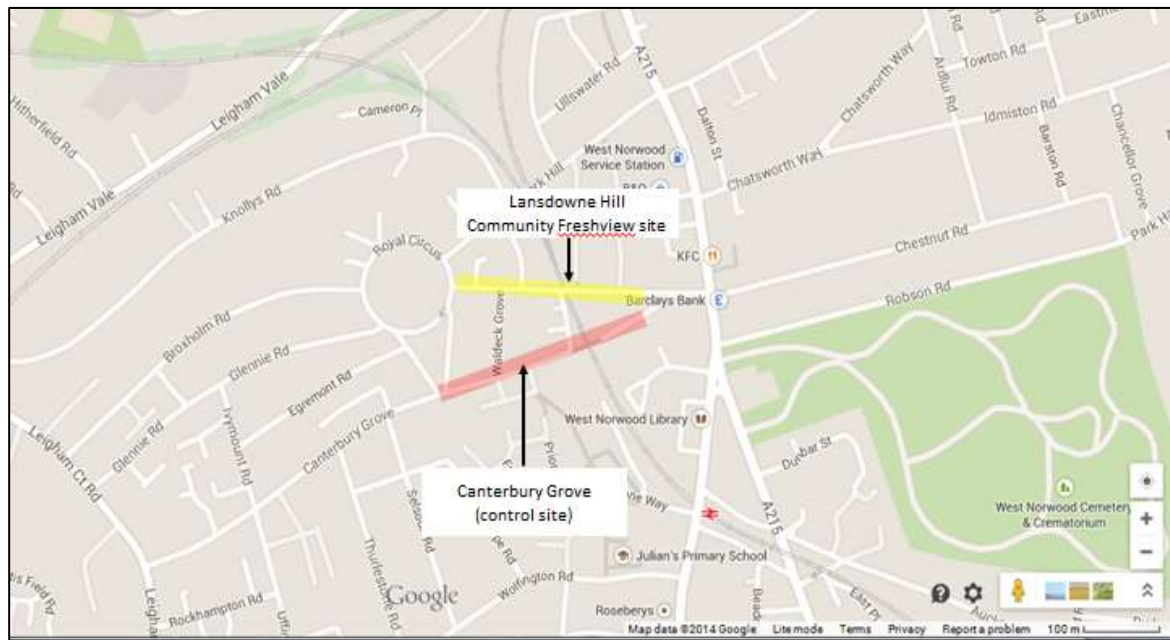 A215
Eastm
Towton Rd
Ullswater Rd
Chatsworth Way
Ardlui Rd
Idmiston Rd
Leigham Vale
Hitherfield Rd
Cameron Pl
Dalton St
Barston Rd
Chancellor Grove
West Norwood
Service Station
Chatsworth Way
Knollys Rd
Leigham Vale
Lansdowne Hill
Community Freshview site
Park H
Royal Circus
KFC
Chestnut Rd
Waldeck Grove
Barclays Bank
Robson Rd
Broxholm Rd
Glennie Rd
Egremont Rd
West Norwood Library
Ivymount Rd
Canterbury Grove
Glennie Rd
Leigham Ct Rd
Dunbar St
Canterbury Grove
(control site)
A215
West Norwood Cemetery
& Crematorium
Julian's Primary School
Thurlestone Rd
Wolfington Rd
Rockhampton Rd
Google
Roseberys
East Pl
Map data ©2014 Google
Lite mode
Terms
Privacy
Report a problem
100 m